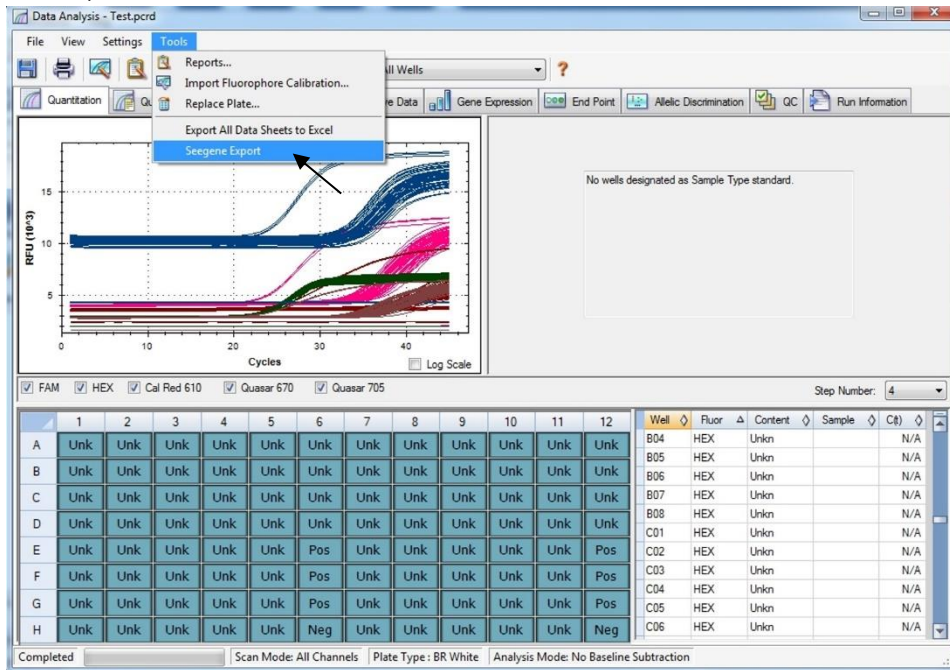 Data Analysis - Test.pcrd
File View Settings Tools
All Wells
Reports...
Import Fluorophore Calibration...
Replace Plate...
Export All Data Sheets to Excel
Seegene Export
Quantitation Gene Expression End Point Allelic Discrimination QC Run Information
No wells designated as Sample Type standard.
RFU (10^3)
15
10
5
0 10 20 30 40
Cycles
Log Scale
FAM HEX Cal Red 610 Quasar 670 Quasar 705
Step Number: 4
1 2 3 4 5 6 7 8 9 10 11 12
A Unk Unk Unk Unk Unk Unk Unk Unk Unk Unk Unk Unk
B Unk Unk Unk Unk Unk Unk Unk Unk Unk Unk Unk Unk
C Unk Unk Unk Unk Unk Unk Unk Unk Unk Unk Unk Unk
D Unk Unk Unk Unk Unk Unk Unk Unk Unk Unk Unk Unk
E Unk Unk Unk Unk Unk Pos Unk Unk Unk Unk Unk Pos
F Unk Unk Unk Unk Unk Pos Unk Unk Unk Unk Unk Pos
G Unk Unk Unk Unk Unk Pos Unk Unk Unk Unk Unk Pos
H Unk Unk Unk Unk Unk Neg Unk Unk Unk Unk Unk Neg
Well Fluor Content Sample C(t)
B04 HEX Unkn N/A
B05 HEX Unkn N/A
B06 HEX Unkn N/A
B07 HEX Unkn N/A
B08 HEX Unkn N/A
C01 HEX Unkn N/A
C02 HEX Unkn N/A
C03 HEX Unkn N/A
C04 HEX Unkn N/A
C05 HEX Unkn N/A
C06 HEX Unkn N/A
Completed Scan Mode: All Channels Plate Type : BR White Analysis Mode: No Baseline Subtraction